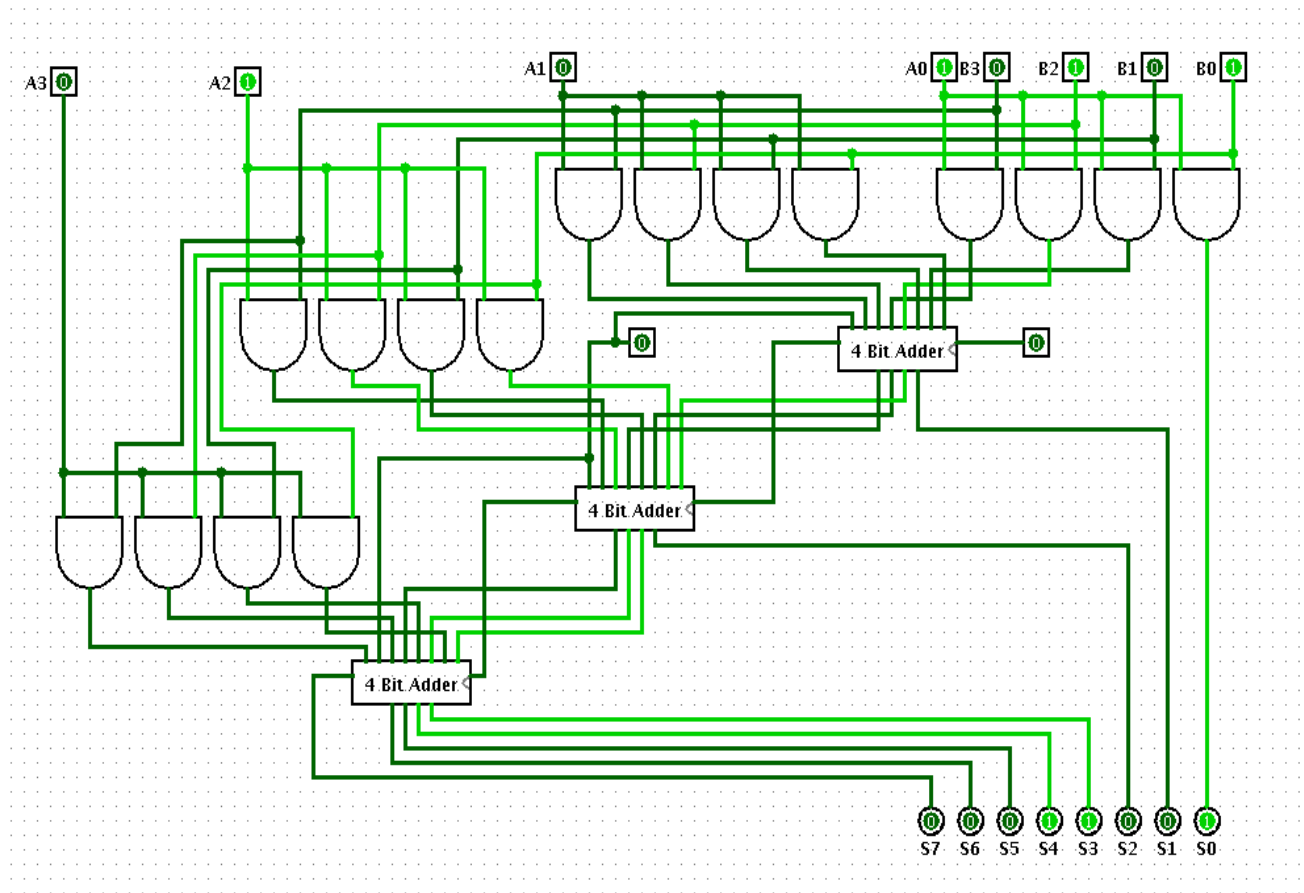 A3 0
A2 1
A1 0
A0 1
B3 0
B2 1
B1 0
B0 1
0
4 Bit Adder
0
4 Bit Adder
4 Bit Adder
0 0 0 1 1 0 0 1
S7 S6 S5 S4 S3 S2 S1 S0